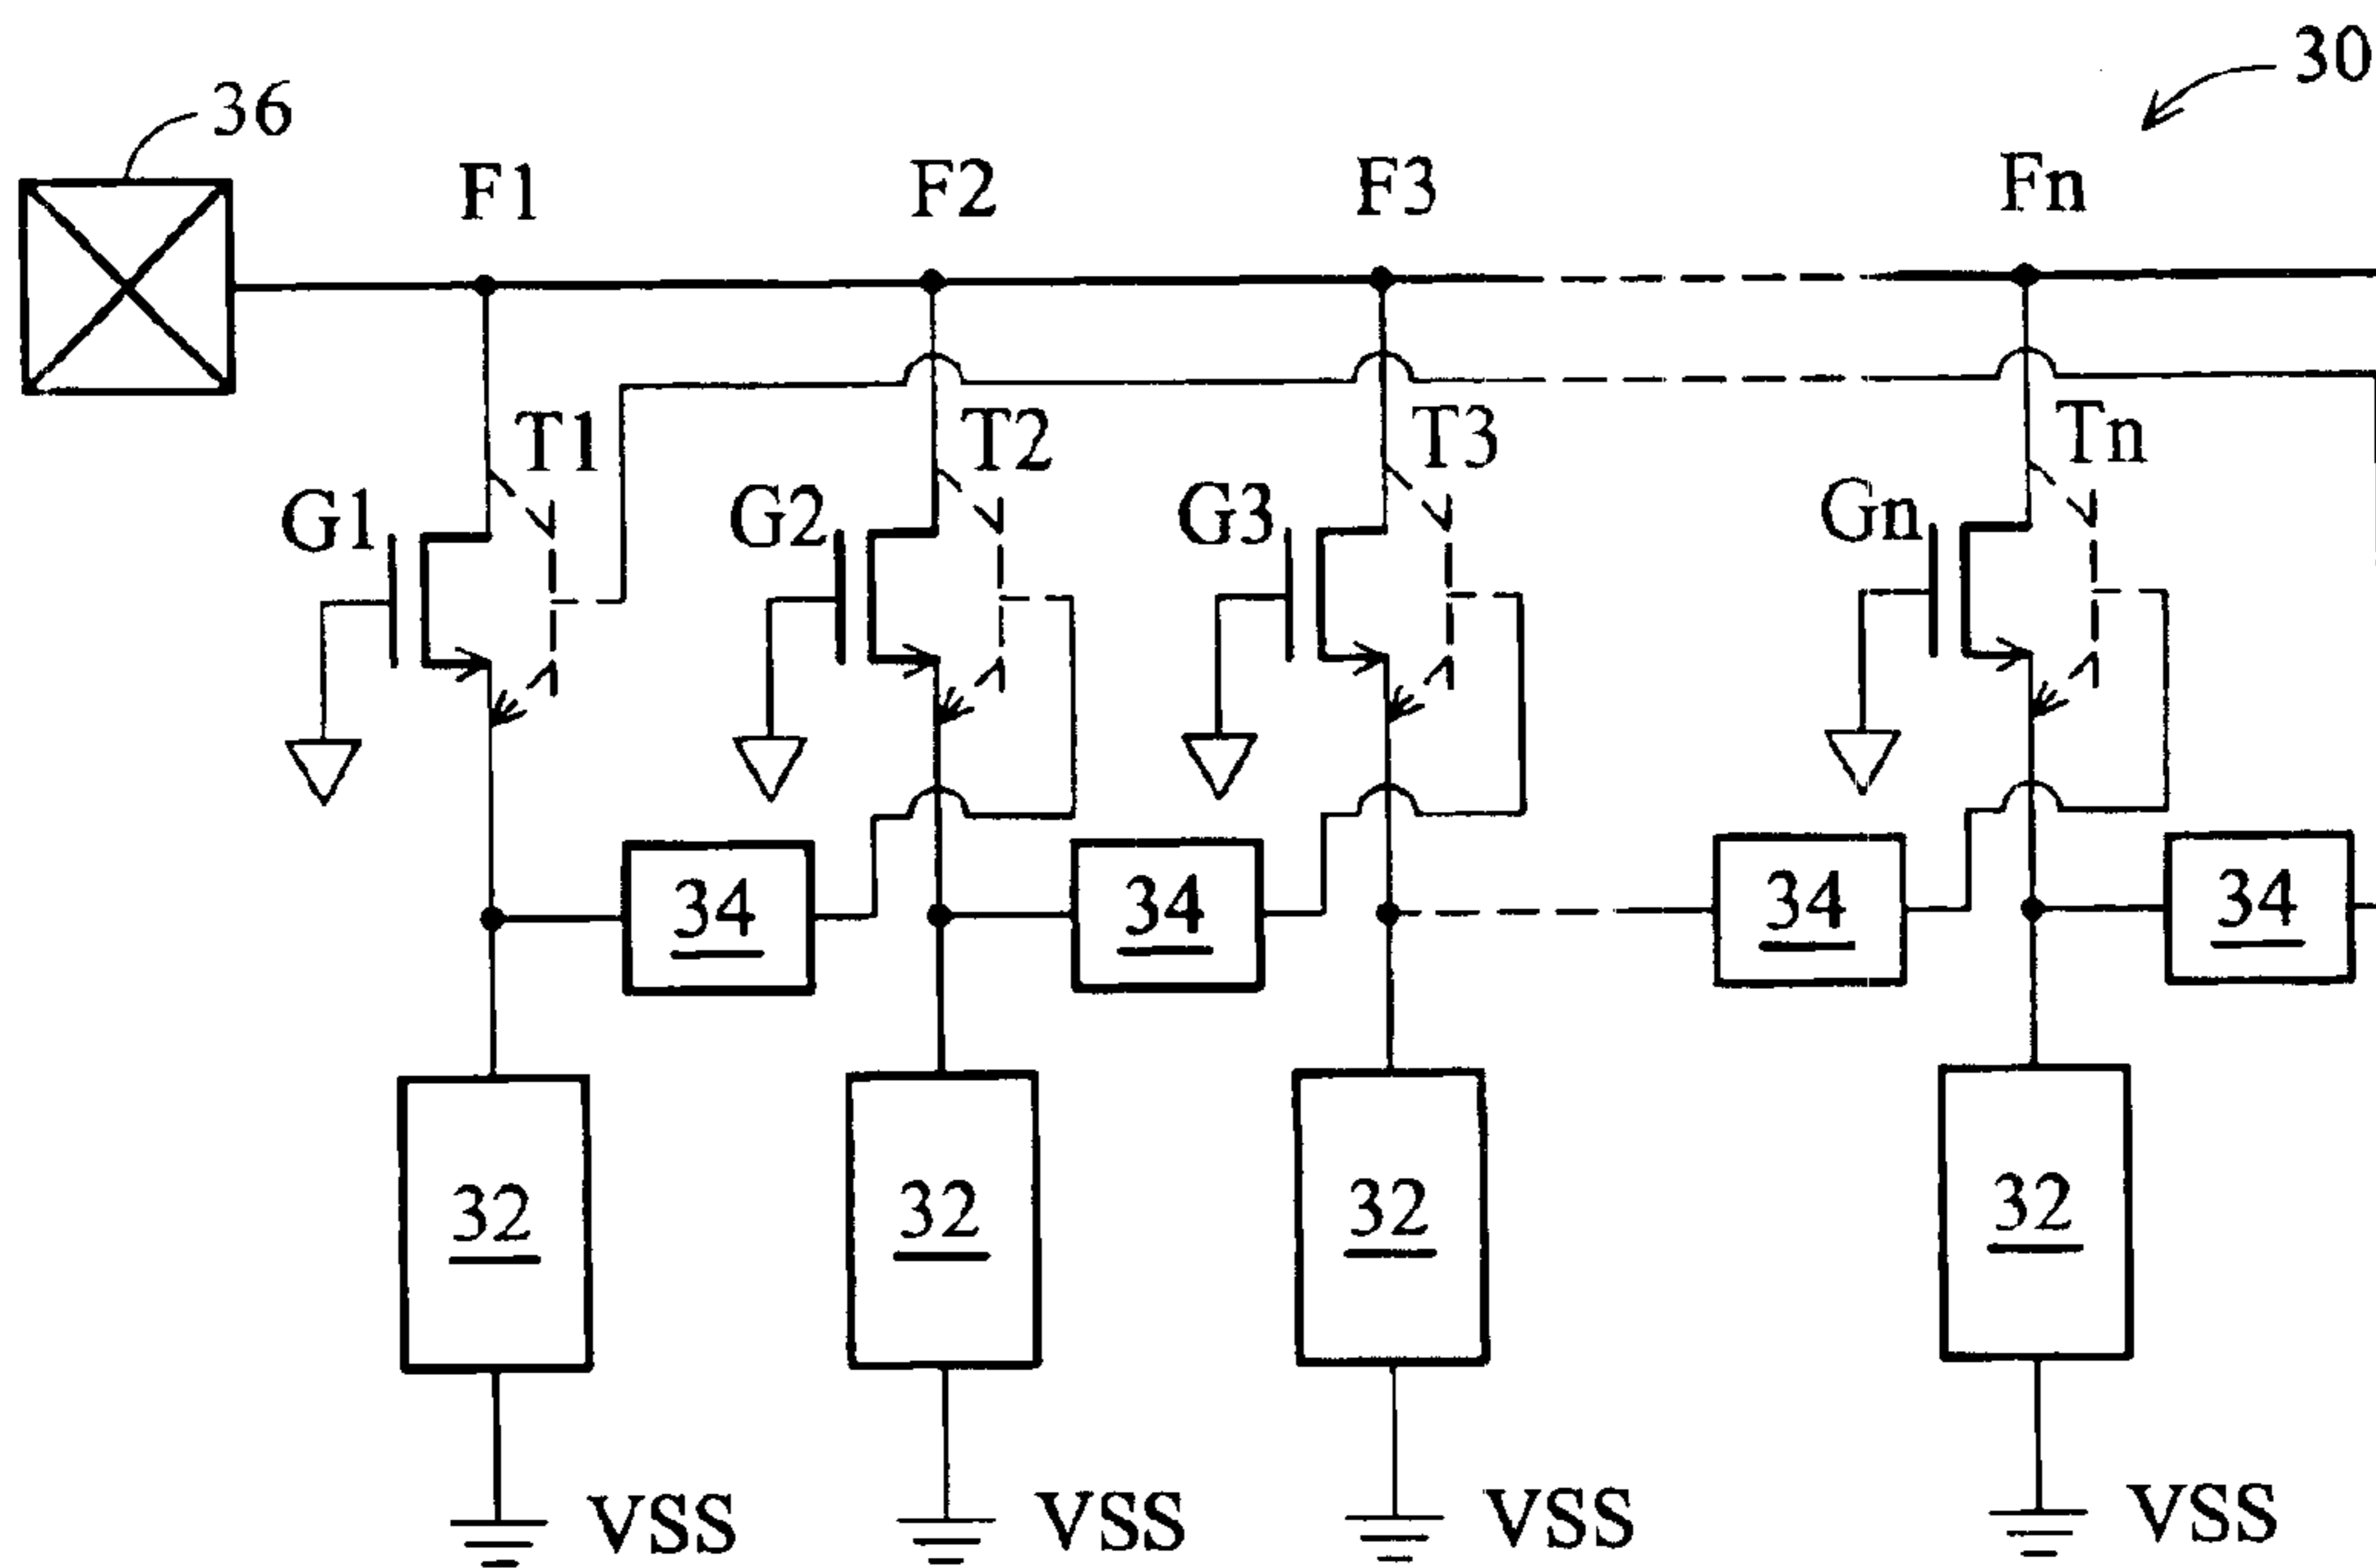 30
36
F1 F2 F3 Fn
T1 T2 T3 Tn
G1 G2 G3 Gn
34 34 34 34
32 32 32 32
VSS VSS VSS VSS